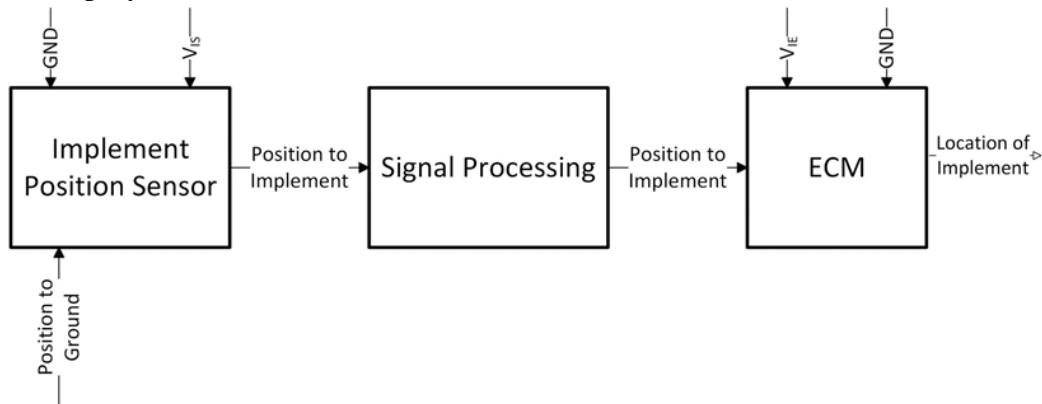 GND
V_IS
V_IE
GND
Implement
Position Sensor
Position to
Implement
Signal Processing
Position to
Implement
ECM
Location of
Implement
Position to
Ground